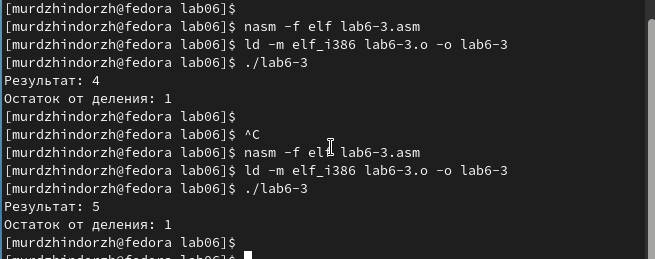 [murdzhindorzh@fedora lab06]$
[murdzhindorzh@fedora lab06]$ nasm -f elf lab6-3.asm
[murdzhindorzh@fedora lab06]$ ld -m elf_i386 lab6-3.o -o lab6-3
[murdzhindorzh@fedora lab06]$ ./lab6-3
Результат: 4
Остаток от деления: 1
[murdzhindorzh@fedora lab06]$
[murdzhindorzh@fedora lab06]$ ^C
[murdzhindorzh@fedora lab06]$ nasm -f elf lab6-3.asm
[murdzhindorzh@fedora lab06]$ ld -m elf_i386 lab6-3.o -o lab6-3
[murdzhindorzh@fedora lab06]$ ./lab6-3
Результат: 5
Остаток от деления: 1
[murdzhindorzh@fedora lab06]$
[murdzhindorzh@fedora lab06]$